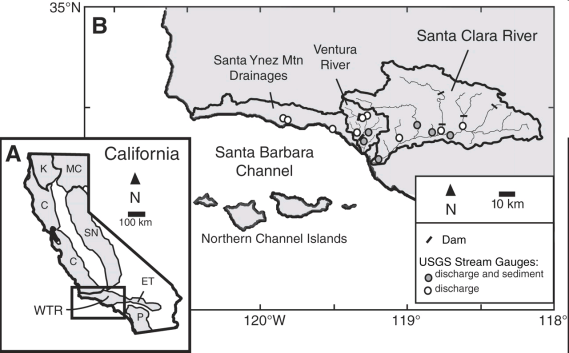 35°N
B
Santa Clara River
Ventura
River
Santa Ynez Mtn
Drainages
Santa Barbara
Channel
Northern Channel Islands
A
California
N
100 km
K
MC
C
SN
C
ET
WTR
P
N
10 km
Dam
USGS Stream Gauges:
discharge and sediment
discharge
120°W
119°
118°